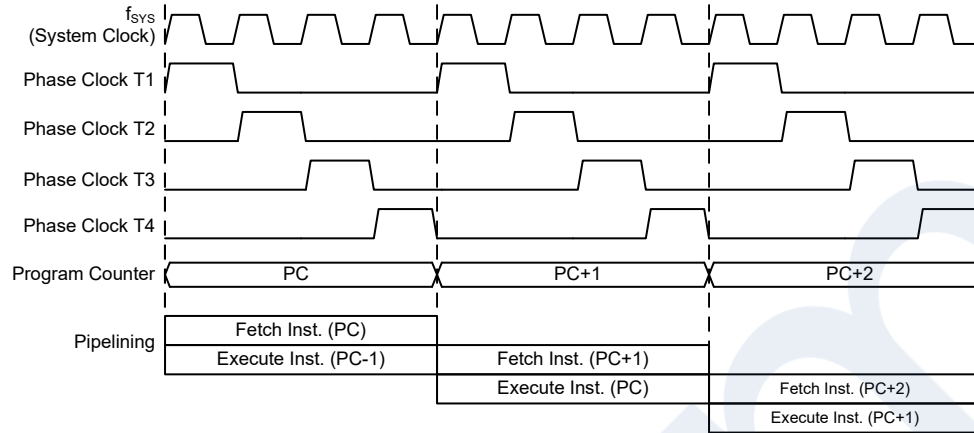 fSYS
(System Clock)
Phase Clock T1
Phase Clock T2
Phase Clock T3
Phase Clock T4
Program Counter PC PC+1 PC+2
Pipelining
Fetch Inst. (PC)
Execute Inst. (PC-1) Fetch Inst. (PC+1)
Execute Inst. (PC) Fetch Inst. (PC+2)
Execute Inst. (PC+1)